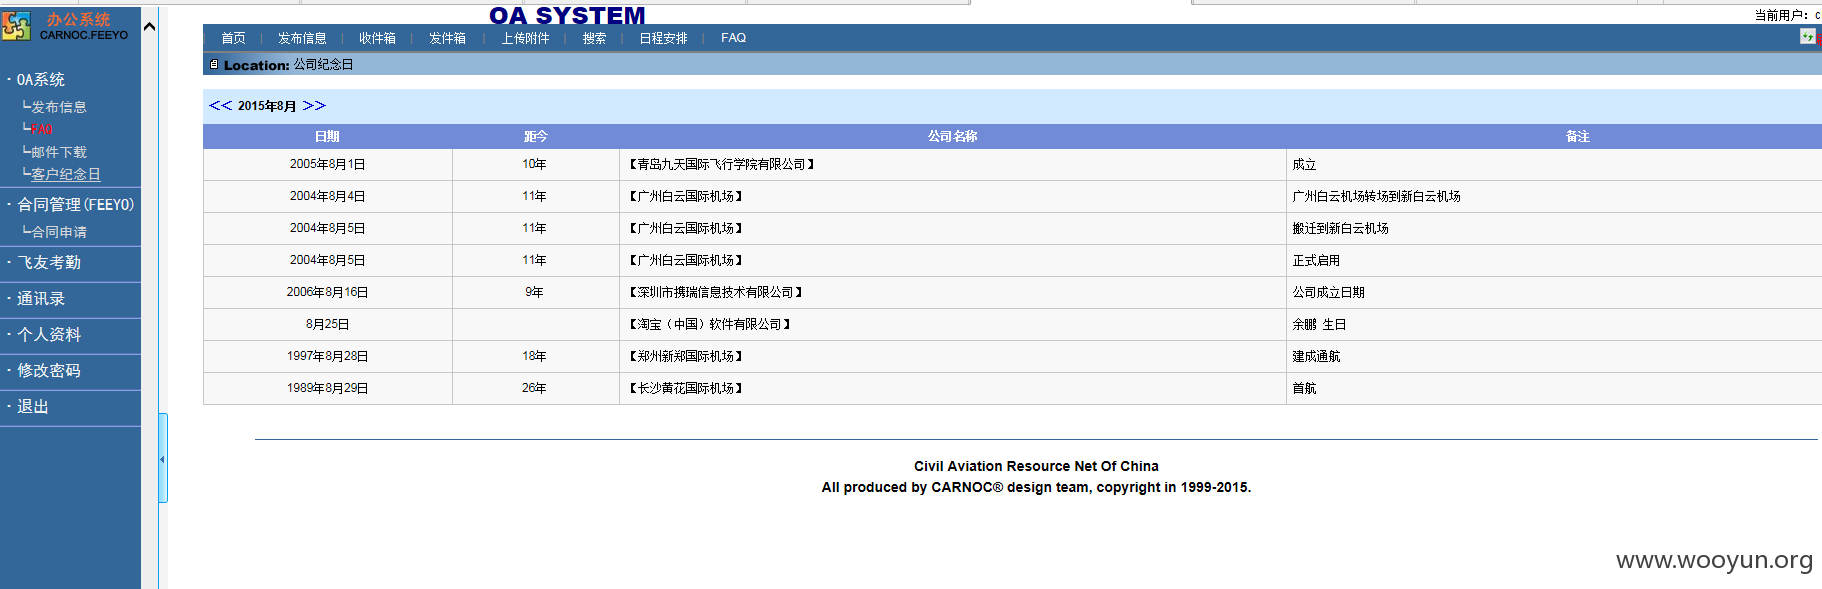 办公系统
CARNOC.FEEYO
· OA系统
发布信息
FAQ
邮件下载
客户纪念日
· 合同管理(FEEYO)
合同申请
· 飞友考勤
· 通讯录
· 个人资料
· 修改密码
· 退出
OA SYSTEM
当前用户: c
| 首页 | 发布信息 | 收件箱 | 发件箱 | 上传附件 | 搜索 | 日程安排 | FAQ
Location: 公司纪念日
<< 2015年8月 >>
日期 距今 公司名称 备注
2005年8月1日 10年 【青岛九天国际飞行学院有限公司】 成立
2004年8月4日 11年 【广州白云国际机场】 广州白云机场转场到新白云机场
2004年8月5日 11年 【广州白云国际机场】 搬迁到新白云机场
2004年8月5日 11年 【广州白云国际机场】 正式启用
2006年8月16日 9年 【深圳市携瑞信息技术有限公司】 公司成立日期
8月25日 【淘宝（中国）软件有限公司】 余鹏 生日
1997年8月28日 18年 【郑州新郑国际机场】 建成通航
1989年8月29日 26年 【长沙黄花国际机场】 首航
Civil Aviation Resource Net Of China
All produced by CARNOC® design team, copyright in 1999-2015.
www.wooyun.org